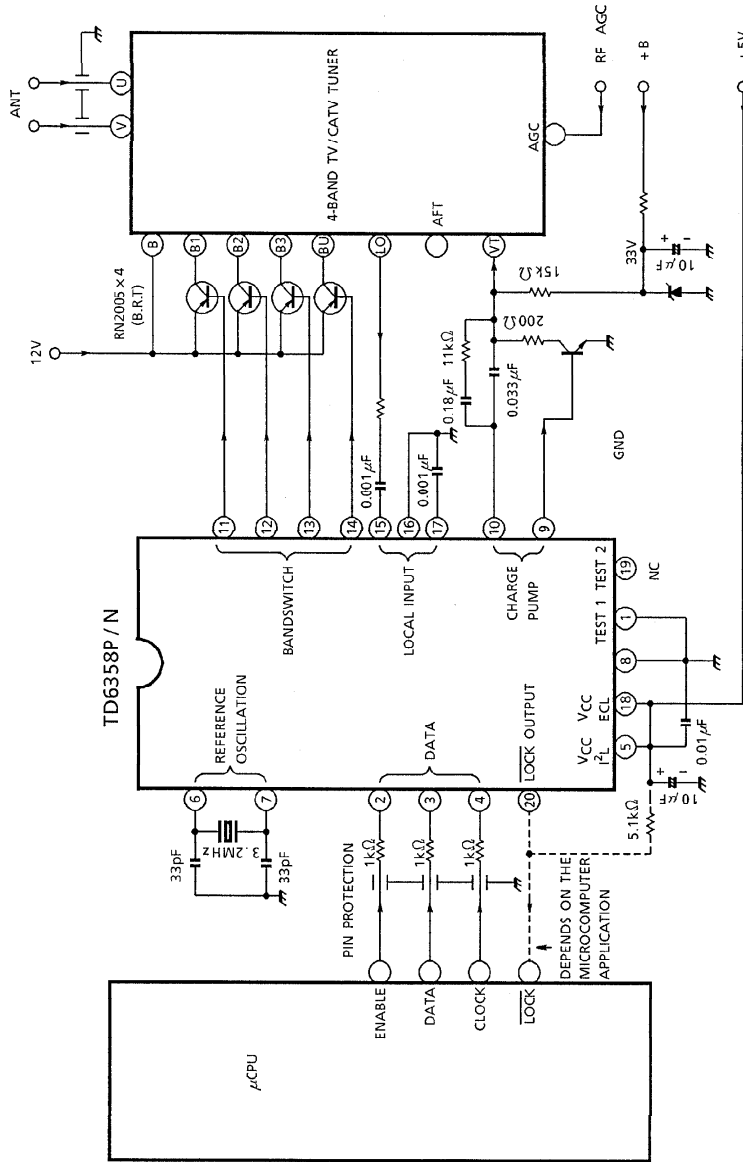 TD6358P / N
μCPU
ENABLE
DATA
CLOCK
LOCK
PIN PROTECTION
1kΩ
1kΩ
1kΩ
DEPENDS ON THE
MICROCOMPUTER
APPLICATION
33pF
3.2MHz
33pF
6
7
2
3
4
20
REFERENCE
OSCILLATION
DATA
LOCK OUTPUT
5.1kΩ
10μF
+
-
0.01μF
5
18
8
1
19
VCC
I²L
VCC
ECL
TEST 1
TEST 2
NC
BANDSWITCH
LOCAL INPUT
CHARGE
PUMP
11
12
13
14
15
16
17
10
9
12V
RN2005 × 4
(B.R.T)
0.001μF
0.001μF
0.18μF
11kΩ
0.033μF
200Ω
15kΩ
GND
33V
10μF
+
-
B
B1
B2
B3
BU
LO
AFT
VT
4-BAND TV/CATV TUNER
V
U
ANT
AGC
RF AGC
+B
+5V